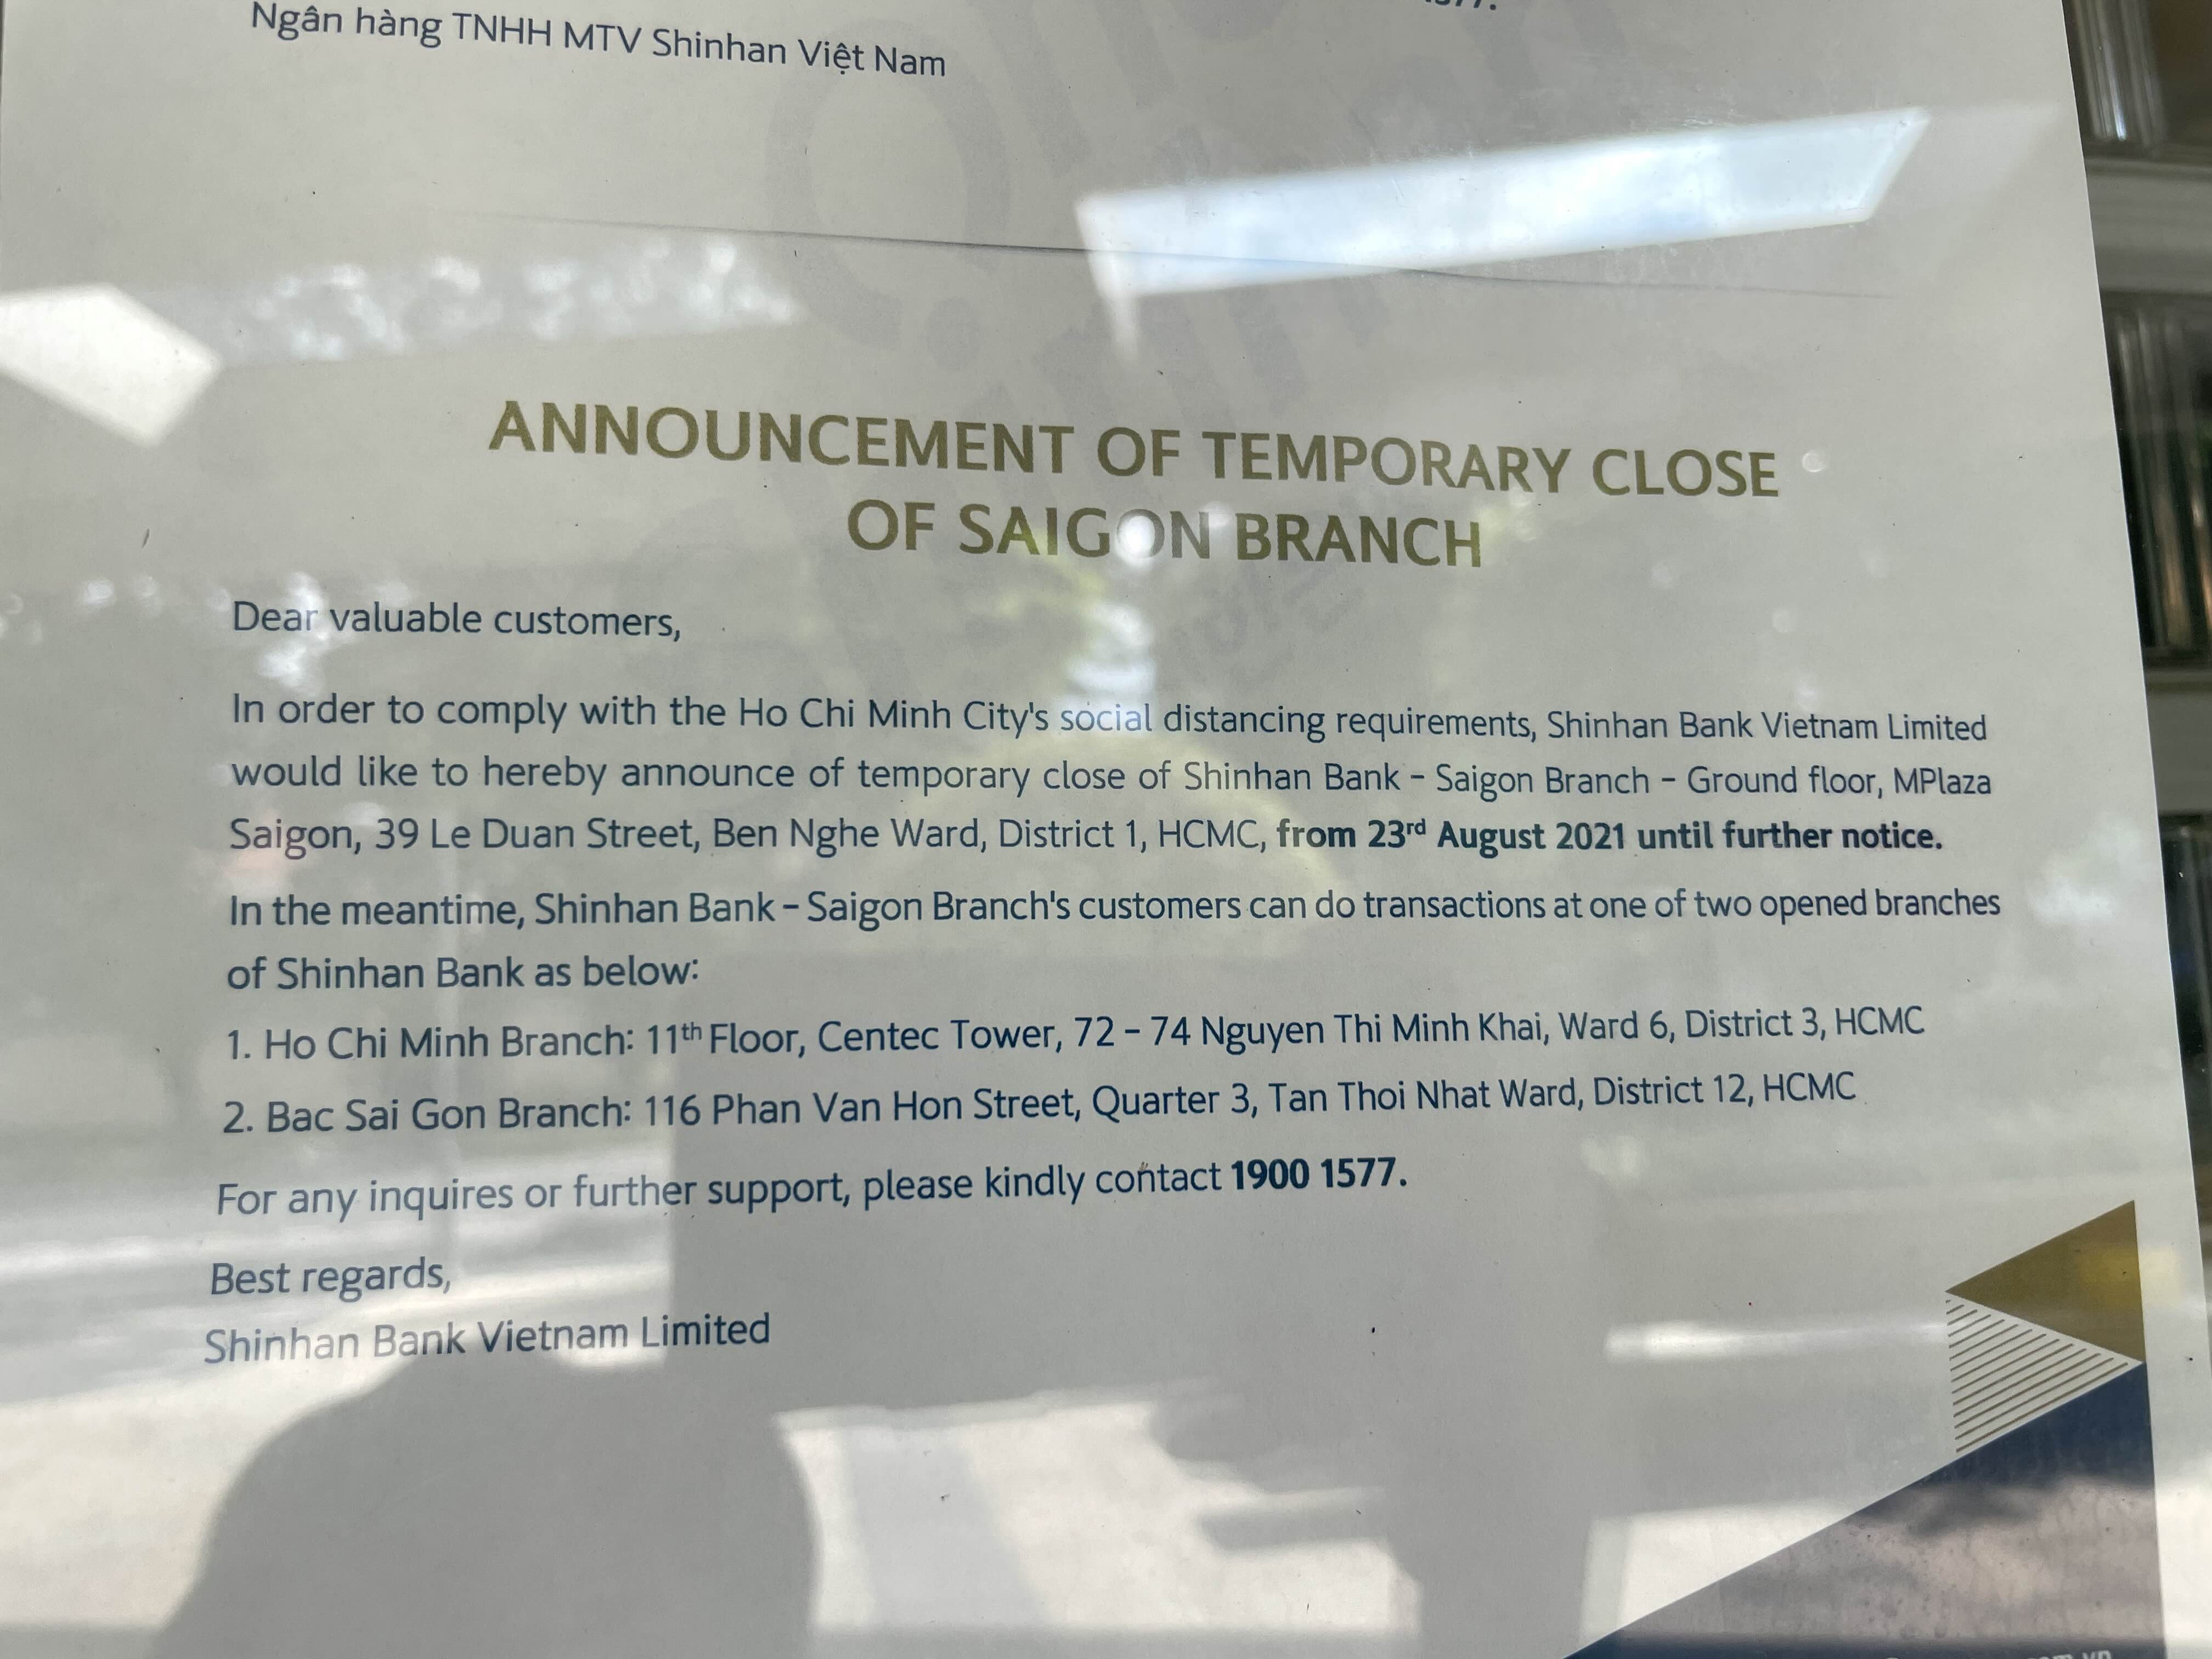 Ngân hàng TNHH MTV Shinhan Việt Nam
ANNOUNCEMENT OF TEMPORARY CLOSE
OF SAIGON BRANCH
Dear valuable customers,
In order to comply with the Ho Chi Minh City's social distancing requirements, Shinhan Bank Vietnam Limited
would like to hereby announce of temporary close of Shinhan Bank – Saigon Branch – Ground floor, MPlaza
Saigon, 39 Le Duan Street, Ben Nghe Ward, District 1, HCMC, from 23rd August 2021 until further notice.
In the meantime, Shinhan Bank – Saigon Branch's customers can do transactions at one of two opened branches
of Shinhan Bank as below:
1. Ho Chi Minh Branch: 11th Floor, Centec Tower, 72 – 74 Nguyen Thi Minh Khai, Ward 6, District 3, HCMC
2. Bac Sai Gon Branch: 116 Phan Van Hon Street, Quarter 3, Tan Thoi Nhat Ward, District 12, HCMC
For any inquires or further support, please kindly contact 1900 1577.
Best regards,
Shinhan Bank Vietnam Limited